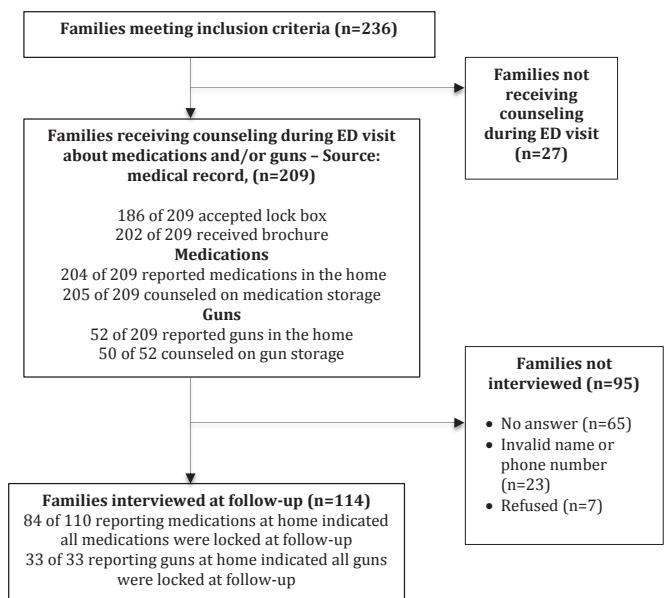 Families meeting inclusion criteria (n=236)
Families not
receiving
counseling
during ED visit
(n=27)
Families receiving counseling during ED visit
about medications and/or guns – Source:
medical record, (n=209)
186 of 209 accepted lock box
202 of 209 received brochure
Medications
204 of 209 reported medications in the home
205 of 209 counseled on medication storage
Guns
52 of 209 reported guns in the home
50 of 52 counseled on gun storage
Families not
interviewed (n=95)
• No answer (n=65)
• Invalid name or
phone number
(n=23)
• Refused (n=7)
Families interviewed at follow-up (n=114)
84 of 110 reporting medications at home indicated
all medications were locked at follow-up
33 of 33 reporting guns at home indicated all guns
were locked at follow-up